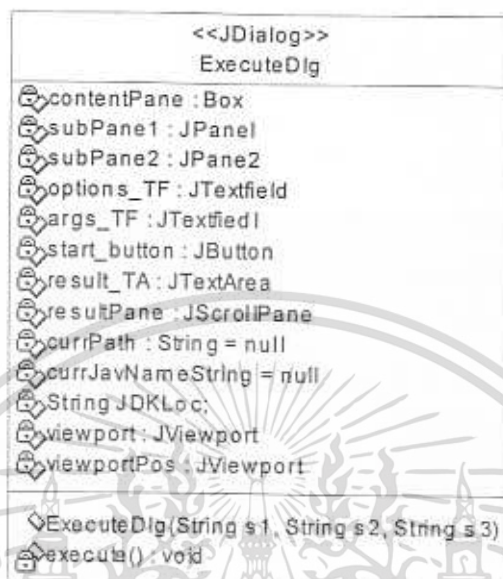 <<JDialog>>
ExecuteDlg
contentPane : Box
subPane1 : JPanel
subPane2 : JPane2
options_TF : JTextfield
args_TF : JTextfiedl
start_button : JButton
result_TA : JTextArea
resultPane : JScrollPane
currPath : String = null
currJavNameString = null
String JDKLoc;
viewport : JViewport
viewportPos : JViewport
ExecuteDlg(String s1, String s2, String s3)
execute() : void